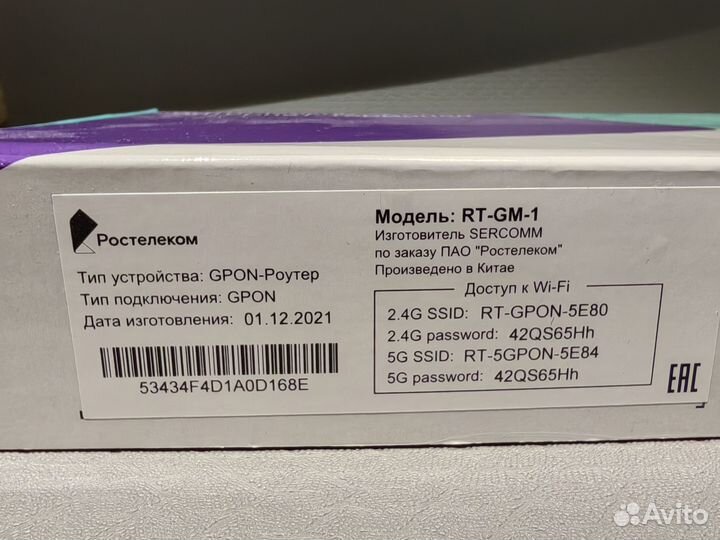 Ростелеком
Тип устройства: GPON-Роутер
Тип подключения: GPON
Дата изготовления: 01.12.2021
53434F4D1A0D168E
Модель: RT-GM-1
Изготовитель SERCOMM
по заказу ПАО "Ростелеком"
Произведено в Китае
Доступ к Wi-Fi
2.4G SSID: RT-GPON-5E80
2.4G password: 42QS65Hh
5G SSID: RT-5GPON-5E84
5G password: 42QS65Hh
EAC
Avito